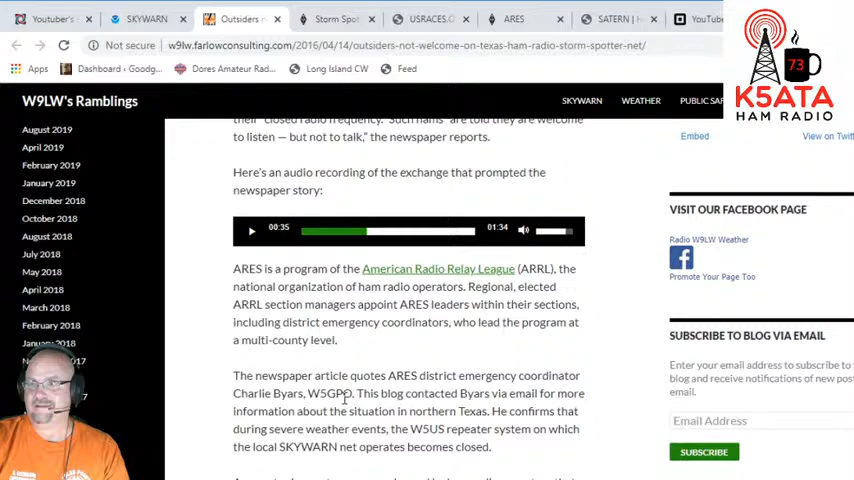 Youtuber's
SKYWARN
Outsiders n
Storm Spot
USRACES.O
ARES
SATERN | H
YouTube
Not secure
w9lw.farlowconsulting.com/2016/04/14/outsiders-not-welcome-on-texas-ham-radio-storm-spotter-net/
Apps
Dashboard ‹ Goodg...
Dores Amateur Rad...
Long Island CW
Feed
73
K5ATA
HAM RADIO
W9LW's Ramblings
SKYWARN
WEATHER
PUBLIC SAF
August 2019
April 2019
February 2019
January 2019
December 2018
October 2018
August 2018
July 2018
May 2018
April 2018
March 2018
February 2018
January 2018
2017
their "closed radio frequency." Such hams "are told they are welcome
to listen — but not to talk," the newspaper reports.
Here's an audio recording of the exchange that prompted the
newspaper story:
00:35
01:34
ARES is a program of the American Radio Relay League (ARRL), the
national organization of ham radio operators. Regional, elected
ARRL section managers appoint ARES leaders within their sections,
including district emergency coordinators, who lead the program at
a multi-county level.
The newspaper article quotes ARES district emergency coordinator
Charlie Byars, W5GPO. This blog contacted Byars via email for more
information about the situation in northern Texas. He confirms that
during severe weather events, the W5US repeater system on which
the local SKYWARN net operates becomes closed.
Embed
View on Twitt
VISIT OUR FACEBOOK PAGE
Radio W9LW Weather
Promote Your Page Too
SUBSCRIBE TO BLOG VIA EMAIL
Enter your email address to subscribe to
blog and receive notifications of new post
email.
Email Address
SUBSCRIBE